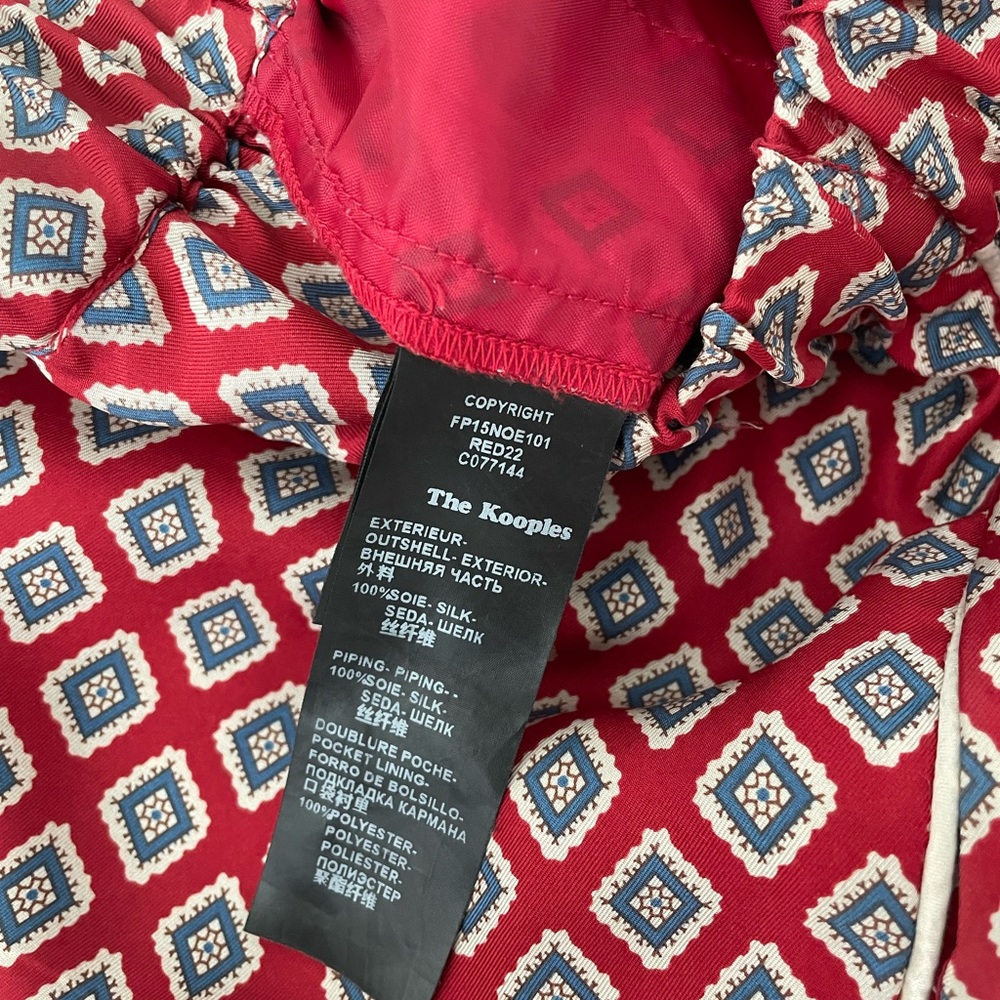 COPYRIGHT
FP15NOE101
RED22
C077144
The Kooples
EXTERIEUR-
OUTSHELL- EXTERIOR-
ВНЕШНЯЯ ЧАСТЬ
外料
100%SOIE- SILK-
SEDA- ШЕЛК
丝纤维
PIPING- PIPING- -
100%SOIE- SILK-
SEDA- ШЕЛК
丝纤维
DOUBLURE POCHE-
POCKET LINING-
FORRO DE BOLSILLO-
ПОДКЛАДКА КАРМАНА
口袋衬里
100%POLYESTER-
POLYESTER-
POLIESTER-
ПОЛИЭСТЕР
聚酯纤维